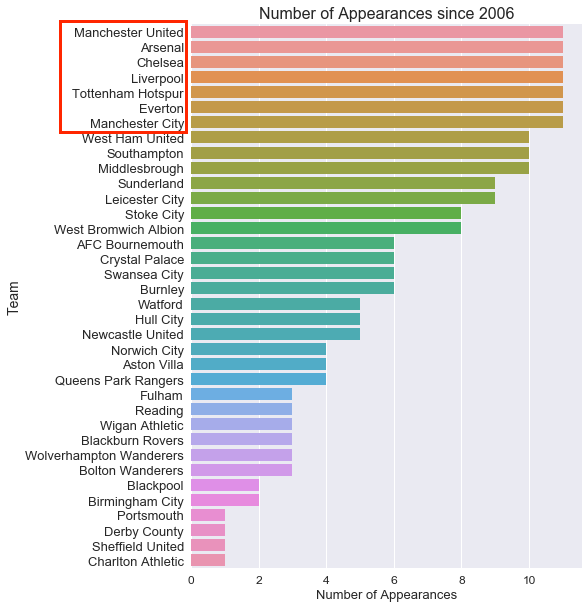 Number of Appearances since 2006
Manchester United
Arsenal
Chelsea
Liverpool
Tottenham Hotspur
Everton
Manchester City
West Ham United
Southampton
Middlesbrough
Sunderland
Leicester City
Stoke City
West Bromwich Albion
AFC Bournemouth
Crystal Palace
Swansea City
Burnley
Watford
Hull City
Newcastle United
Norwich City
Aston Villa
Queens Park Rangers
Fulham
Reading
Wigan Athletic
Blackburn Rovers
Wolverhampton Wanderers
Bolton Wanderers
Blackpool
Birmingham City
Portsmouth
Derby County
Sheffield United
Charlton Athletic
Team
0 2 4 6 8 10
Number of Appearances